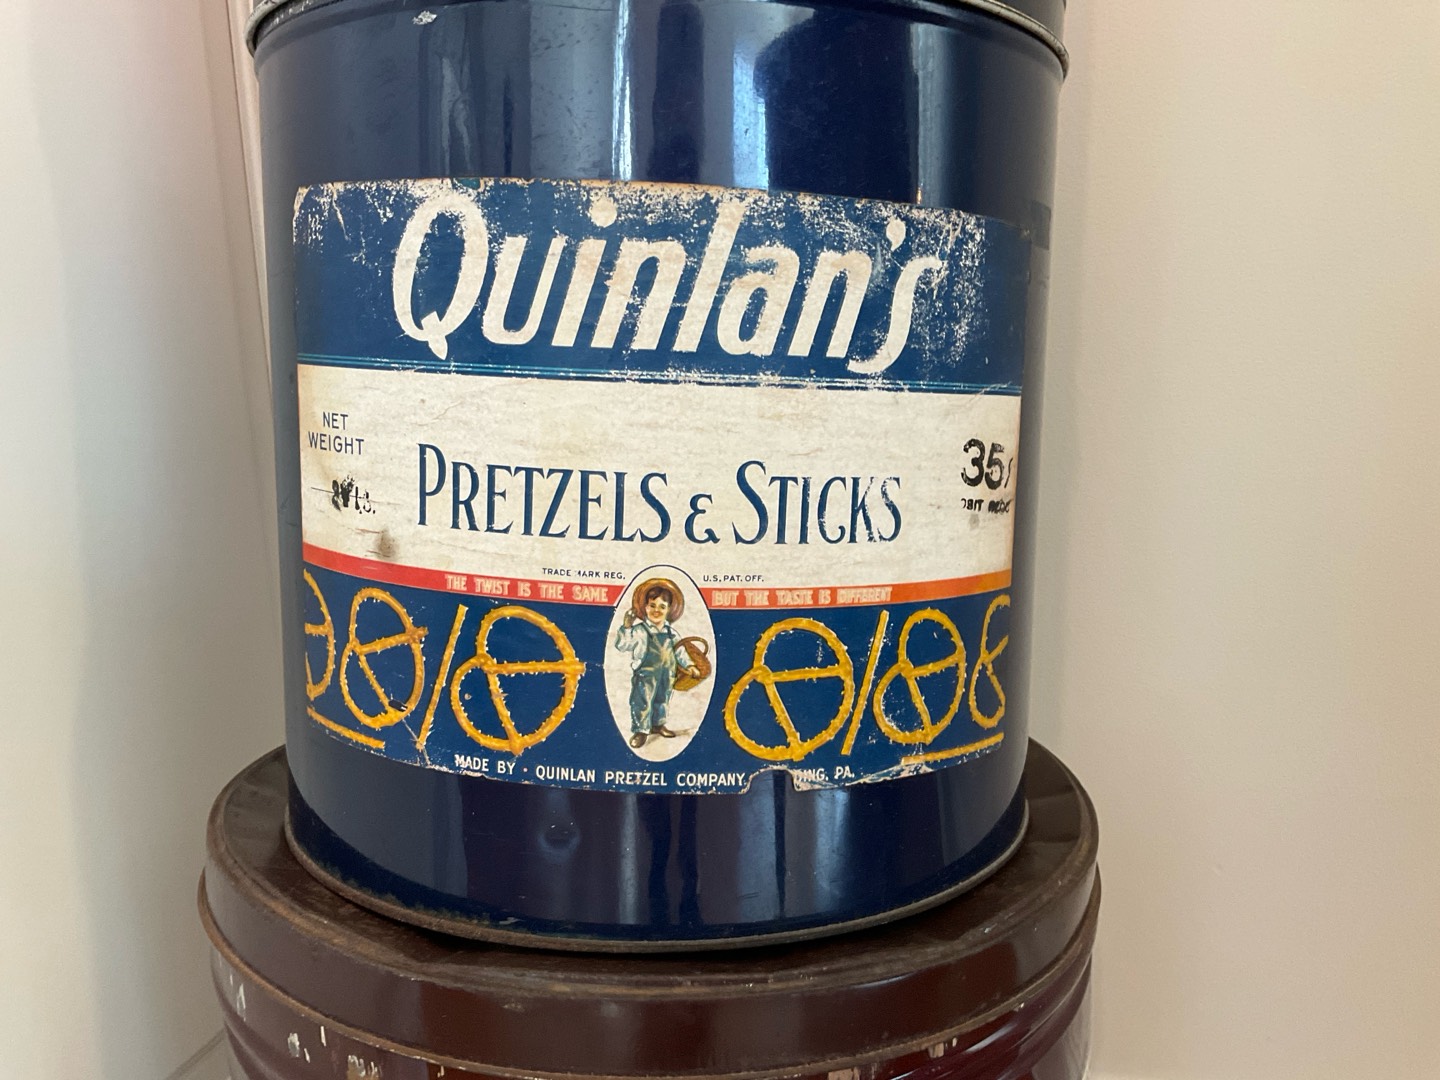 Quinlan's
NET
WEIGHT
PRETZELS & STICKS
35¢
TRADE MARK REG. U.S. PAT. OFF.
THE TWIST IS THE SAME BUT THE TASTE IS DIFFERENT
MADE BY · QUINLAN PRETZEL COMPANY, DING, PA.